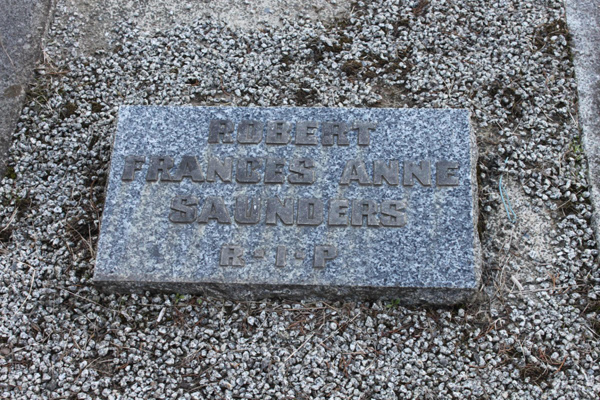 ROBERT
FRANCES ANNE
SAUNDERS
R·I·P